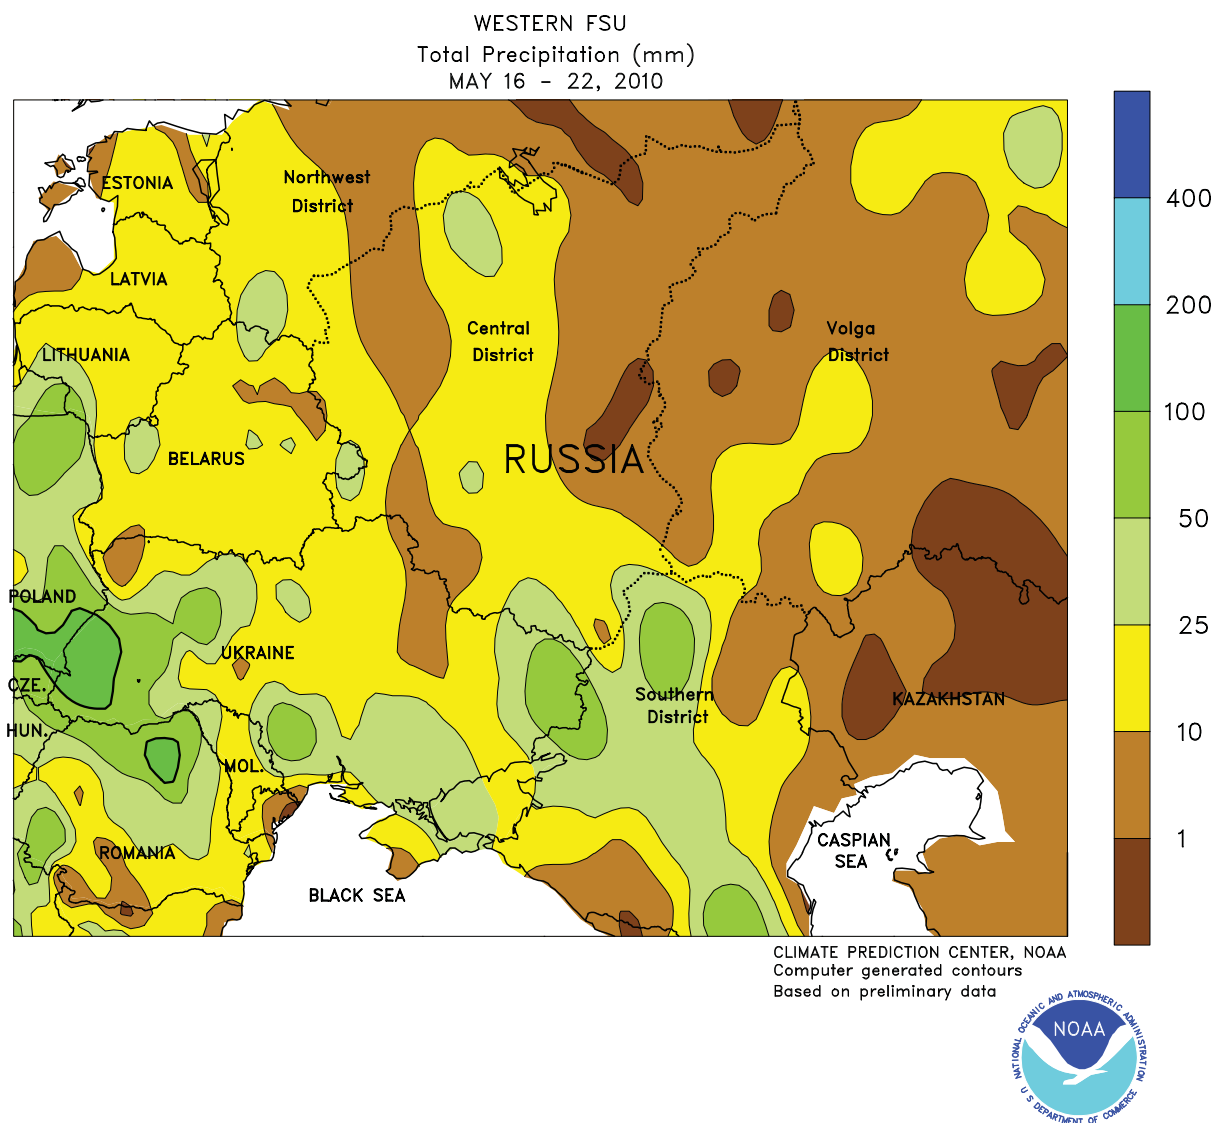 WESTERN FSU
Total Precipitation (mm)
MAY 16 - 22, 2010
ESTONIA
Northwest
District
LATVIA
LITHUANIA
Central
District
Volga
District
BELARUS
RUSSIA
POLAND
UKRAINE
CZE.
Southern
District
KAZAKHSTAN
HUN.
MOL.
ROMANIA
CASPIAN
SEA
BLACK SEA
400
200
100
50
25
10
1
CLIMATE PREDICTION CENTER, NOAA
Computer generated contours
Based on preliminary data
NATIONAL OCEANIC AND ATMOSPHERIC ADMINISTRATION
NOAA
U S DEPARTMENT OF COMMERCE